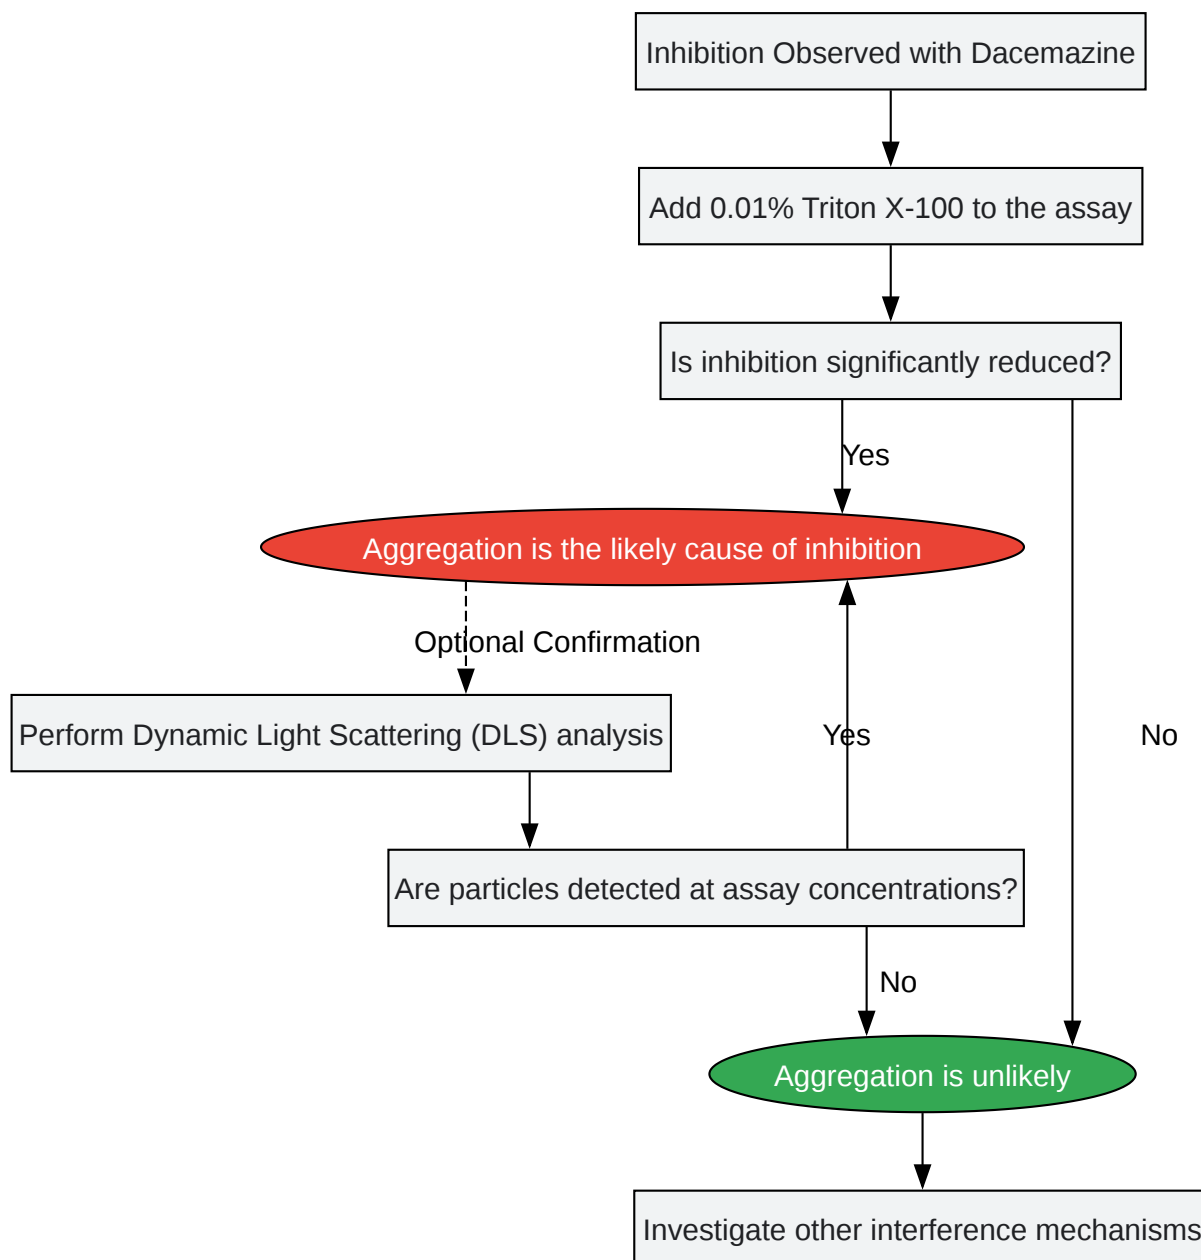 Inhibition Observed with Dacemazine
Add 0.01% Triton X-100 to the assay
Is inhibition significantly reduced?
Yes
Aggregation is the likely cause of inhibition
Optional Confirmation
Perform Dynamic Light Scattering (DLS) analysis
Yes
No
Are particles detected at assay concentrations?
No
Aggregation is unlikely
Investigate other interference mechanisms